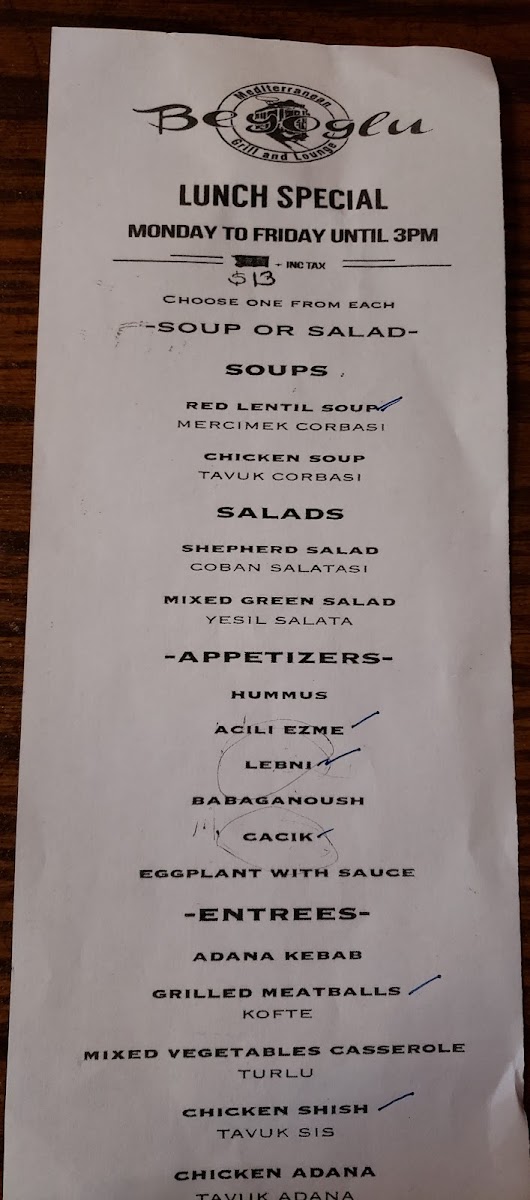 Mediterranean
Beyoglu
Grill and Lounge
LUNCH SPECIAL
MONDAY TO FRIDAY UNTIL 3PM
+ INC TAX
$13
CHOOSE ONE FROM EACH
-SOUP OR SALAD-
SOUPS
RED LENTIL SOUP
MERCIMEK CORBASI
CHICKEN SOUP
TAVUK CORBASI
SALADS
SHEPHERD SALAD
COBAN SALATASI
MIXED GREEN SALAD
YESIL SALATA
-APPETIZERS-
HUMMUS
ACILI EZME
LEBNI
BABAGANOUSH
CACIK
EGGPLANT WITH SAUCE
-ENTREES-
ADANA KEBAB
GRILLED MEATBALLS
KOFTE
MIXED VEGETABLES CASSEROLE
TURLU
CHICKEN SHISH
TAVUK SIS
CHICKEN ADANA
TAVUK ADANA